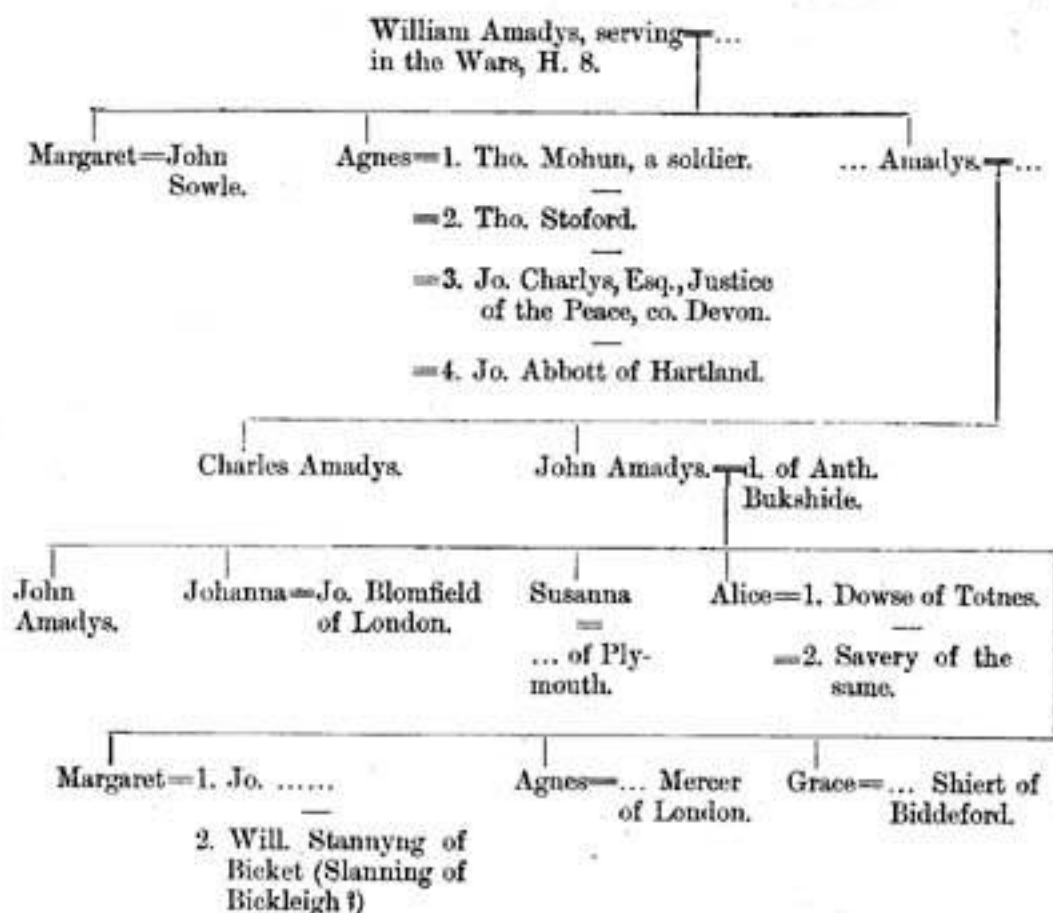 William Amadys, serving=...
in the Wars, H. 8.
Margaret=John
Sowle.
Agnes=1. Tho. Mohun, a soldier.
—
=2. Tho. Stoford.
—
=3. Jo. Charlys, Esq., Justice
of the Peace, co. Devon.
—
=4. Jo. Abbott of Hartland.
... Amadys.=...
Charles Amadys.
John Amadys.=d. of Anth.
Bukshide.
John
Amadys.
Johanna=Jo. Blomfield
of London.
Susanna
=
... of Ply-
mouth.
Alice=1. Dowse of Totnes.
—
=2. Savery of the
same.
Margaret=1. Jo. ......
—
2. Will. Stannyng of
Bicket (Slanning of
Bickleigh ?)
Agnes=... Mercer
of London.
Grace=... Shiert of
Biddeford.